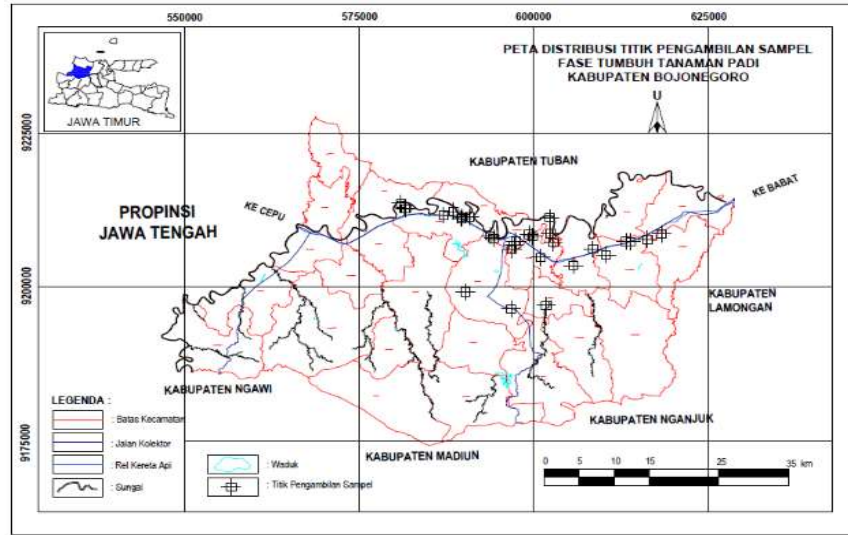 550000 575000 600000 625000
PETA DISTRIBUSI TITIK PENGAMBILAN SAMPEL
FASE TUMBUH TANAMAN PADI
KABUPATEN BOJONEGORO
U
JAWA TIMUR
9225000
KABUPATEN TUBAN
KE BABAT
KE CEPU
PROPINSI
JAWA TENGAH
9200000
KABUPATEN
LAMONGAN
KABUPATEN NGAWI
LEGENDA :
: Batas Kecamatan
: Jalan Kolektor
: Rel Kereta Api
: Sungai
: Waduk
: Titik Pengambilan Sampel
KABUPATEN NGANJUK
KABUPATEN MADIUN
9175000
0 5 10 15 25 35 km